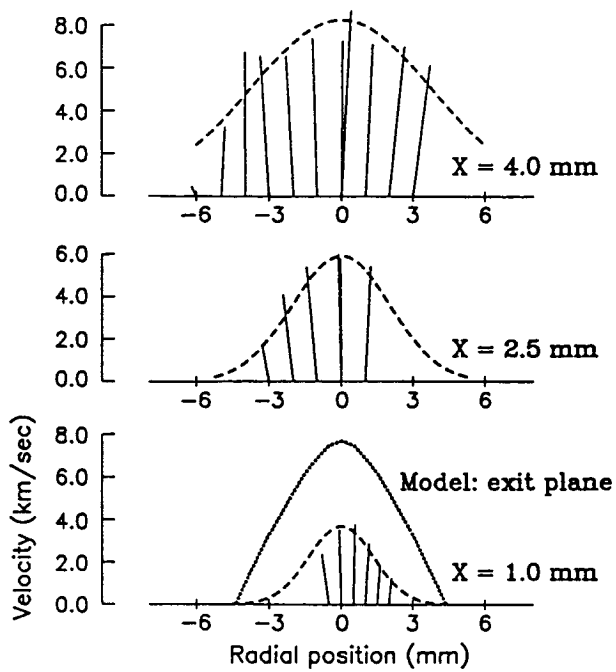 8.0
6.0
4.0
2.0
0.0
X = 4.0 mm
−6 −3 0 3 6
6.0
4.0
2.0
0.0
X = 2.5 mm
−6 −3 0 3 6
8.0
6.0
4.0
2.0
0.0
Velocity (km/sec)
Model: exit plane
X = 1.0 mm
−6 −3 0 3 6
Radial position (mm)